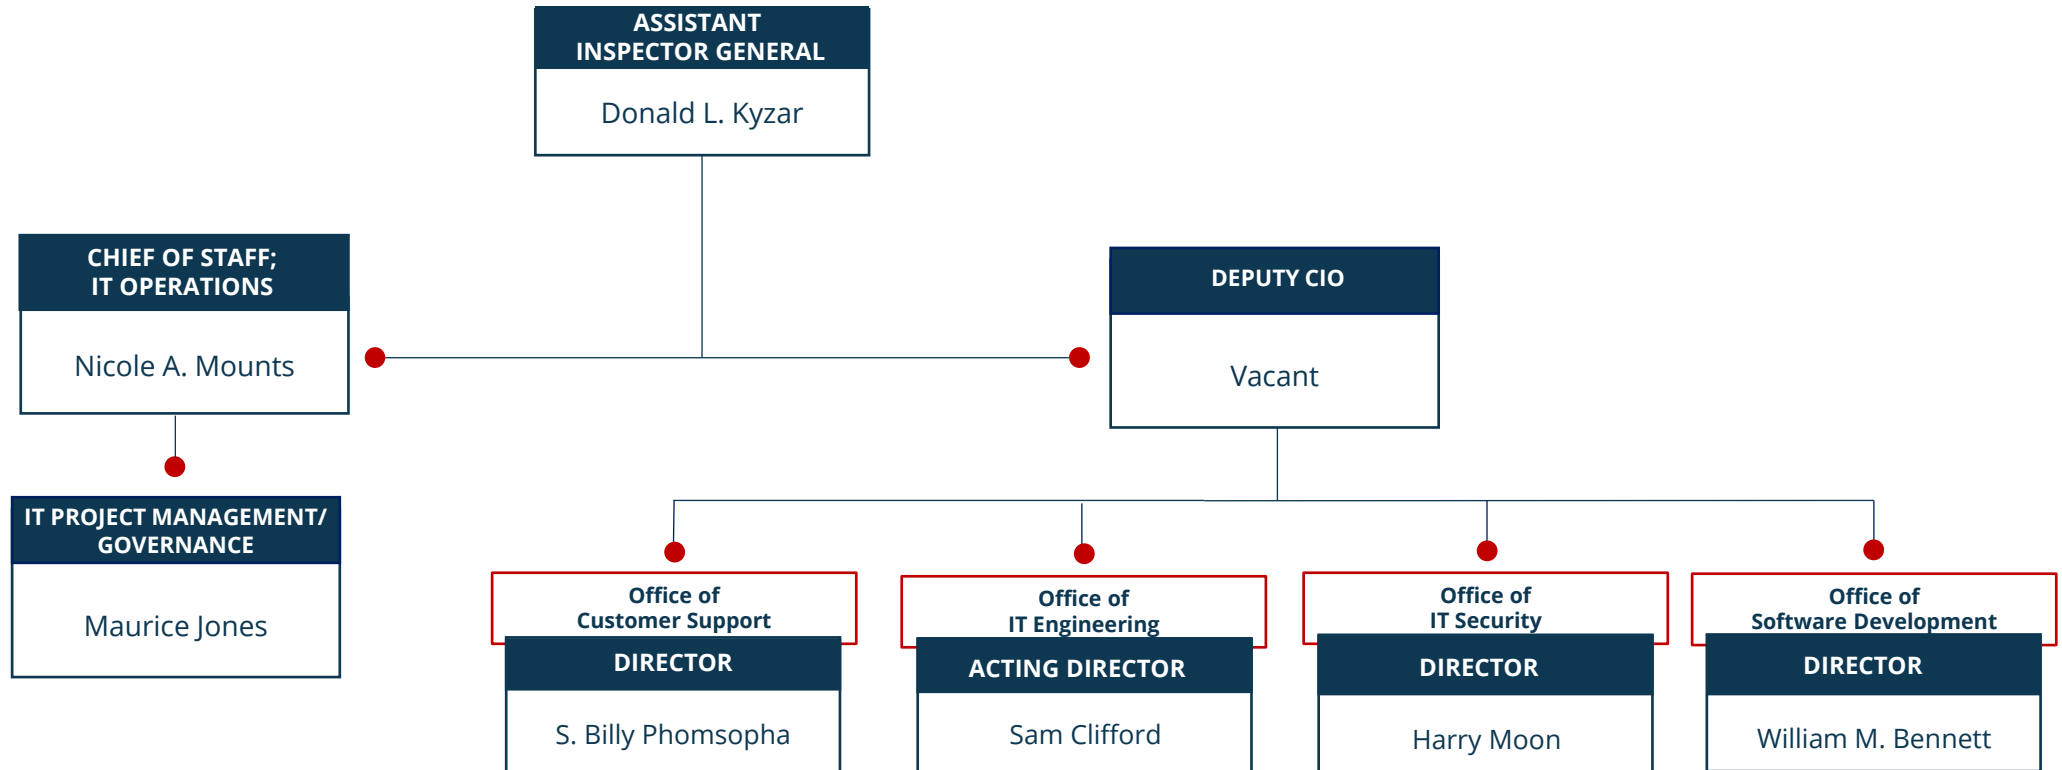 ASSISTANT
INSPECTOR GENERAL
Donald L. Kyzar
CHIEF OF STAFF;
IT OPERATIONS
Nicole A. Mounts
DEPUTY CIO
Vacant
IT PROJECT MANAGEMENT/
GOVERNANCE
Maurice Jones
Office of
Customer Support
DIRECTOR
S. Billy Phomsopha
Office of
IT Engineering
ACTING DIRECTOR
Sam Clifford
Office of
IT Security
DIRECTOR
Harry Moon
Office of
Software Development
DIRECTOR
William M. Bennett